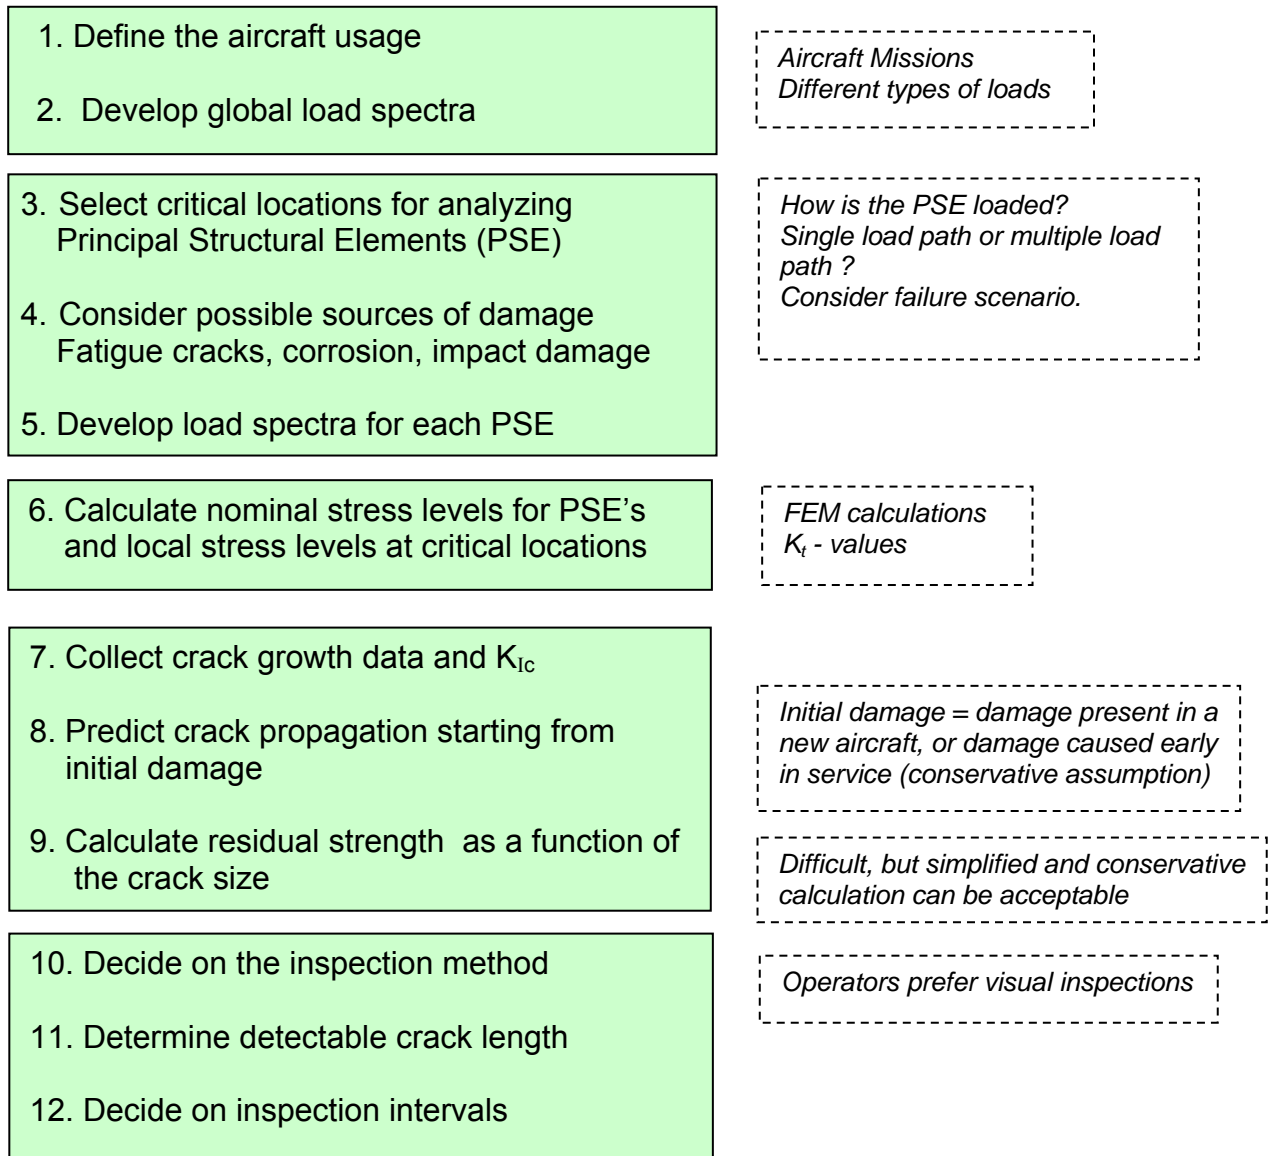 1. Define the aircraft usage
2. Develop global load spectra
Aircraft Missions
Different types of loads
3. Select critical locations for analyzing
Principal Structural Elements (PSE)
4. Consider possible sources of damage
Fatigue cracks, corrosion, impact damage
5. Develop load spectra for each PSE
How is the PSE loaded?
Single load path or multiple load
path ?
Consider failure scenario.
6. Calculate nominal stress levels for PSE's
and local stress levels at critical locations
FEM calculations
Kt - values
7. Collect crack growth data and KIc
8. Predict crack propagation starting from
initial damage
9. Calculate residual strength as a function of
the crack size
Initial damage = damage present in a
new aircraft, or damage caused early
in service (conservative assumption)
Difficult, but simplified and conservative
calculation can be acceptable
10. Decide on the inspection method
11. Determine detectable crack length
12. Decide on inspection intervals
Operators prefer visual inspections